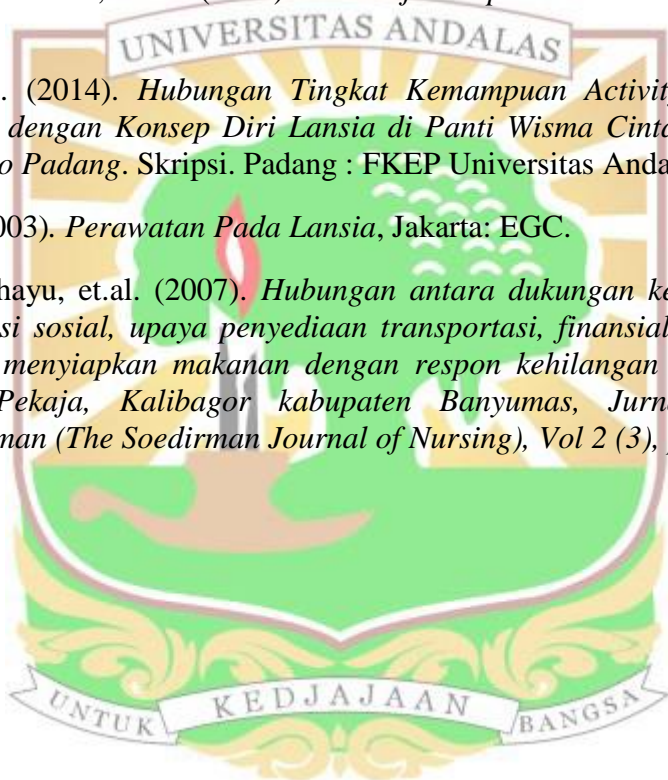 UNIVERSITAS ANDALAS
. (2014). Hubungan Tingkat Kemampuan Activity
dengan Konsep Diri Lansia di Panti Wisma Cinta
o Padang. Skripsi. Padang : FKEP Universitas Anda
003). Perawatan Pada Lansia, Jakarta: EGC.
hayu, et.al. (2007). Hubungan antara dukungan ke
si sosial, upaya penyediaan transportasi, finansial
menyiapkan makanan dengan respon kehilangan
Pekaja, Kalibagor kabupaten Banyumas, Jurna
man (The Soedirman Journal of Nursing), Vol 2 (3),
UNTUK KEDJAJAAN BANGSA